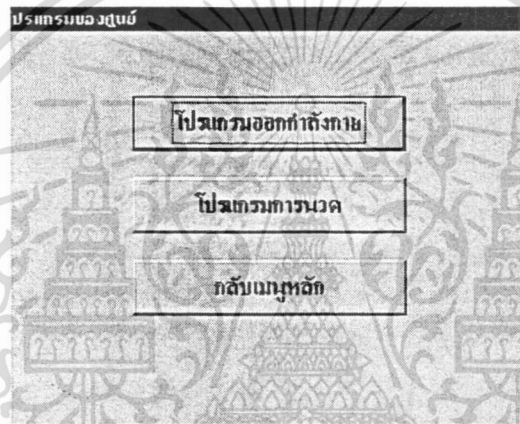 ปรแกรมของศูนย์
โปรแกรมออกกำลังกาย
โปรแกรมการนวด
กลับเมนูหลัก